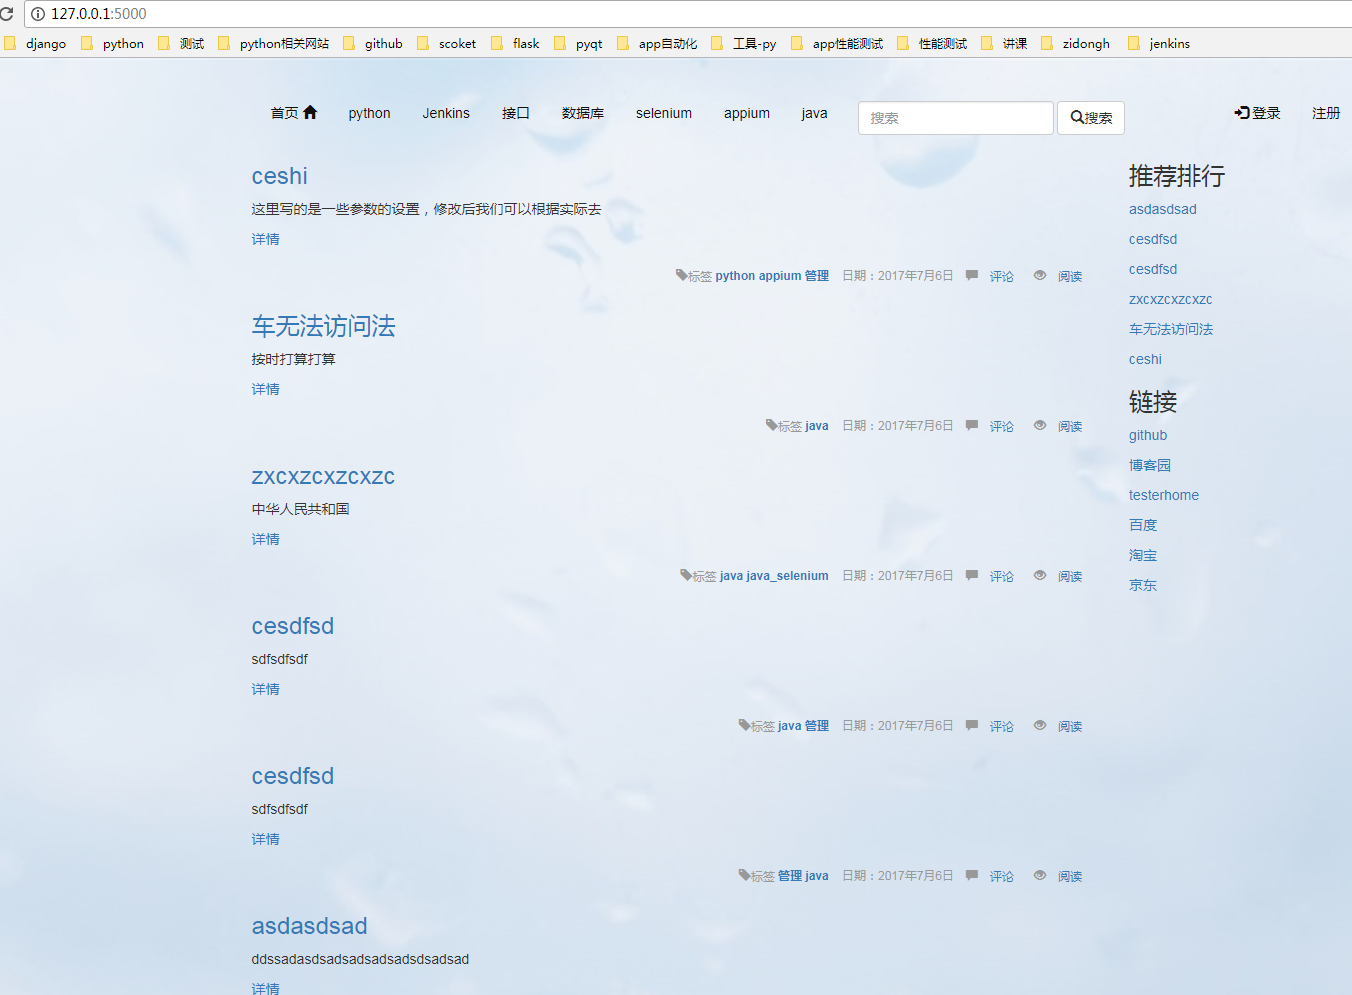 127.0.0.1:5000
django python 测试 python相关网站 github scoket flask pyqt app自动化 工具-py app性能测试 性能测试 讲课 zidongh jenkins
首页 python Jenkins 接口 数据库 selenium appium java 搜索 搜索 登录 注册
ceshi
这里写的是一些参数的设置，修改后我们可以根据实际去
详情
标签 python appium 管理 日期：2017年7月6日 评论 阅读
车无法访问法
按时打算打算
详情
标签 java 日期：2017年7月6日 评论 阅读
zxcxzcxzcxzc
中华人民共和国
详情
标签 java java_selenium 日期：2017年7月6日 评论 阅读
cesdfsd
sdfsdfsdf
详情
标签 java 管理 日期：2017年7月6日 评论 阅读
cesdfsd
sdfsdfsdf
详情
标签 管理 java 日期：2017年7月6日 评论 阅读
asdasdsad
ddssadasdsadsadsadsadsdsadsad
详情
推荐排行
asdasdsad
cesdfsd
cesdfsd
zxcxzcxzcxzc
车无法访问法
ceshi
链接
github
博客园
testerhome
百度
淘宝
京东